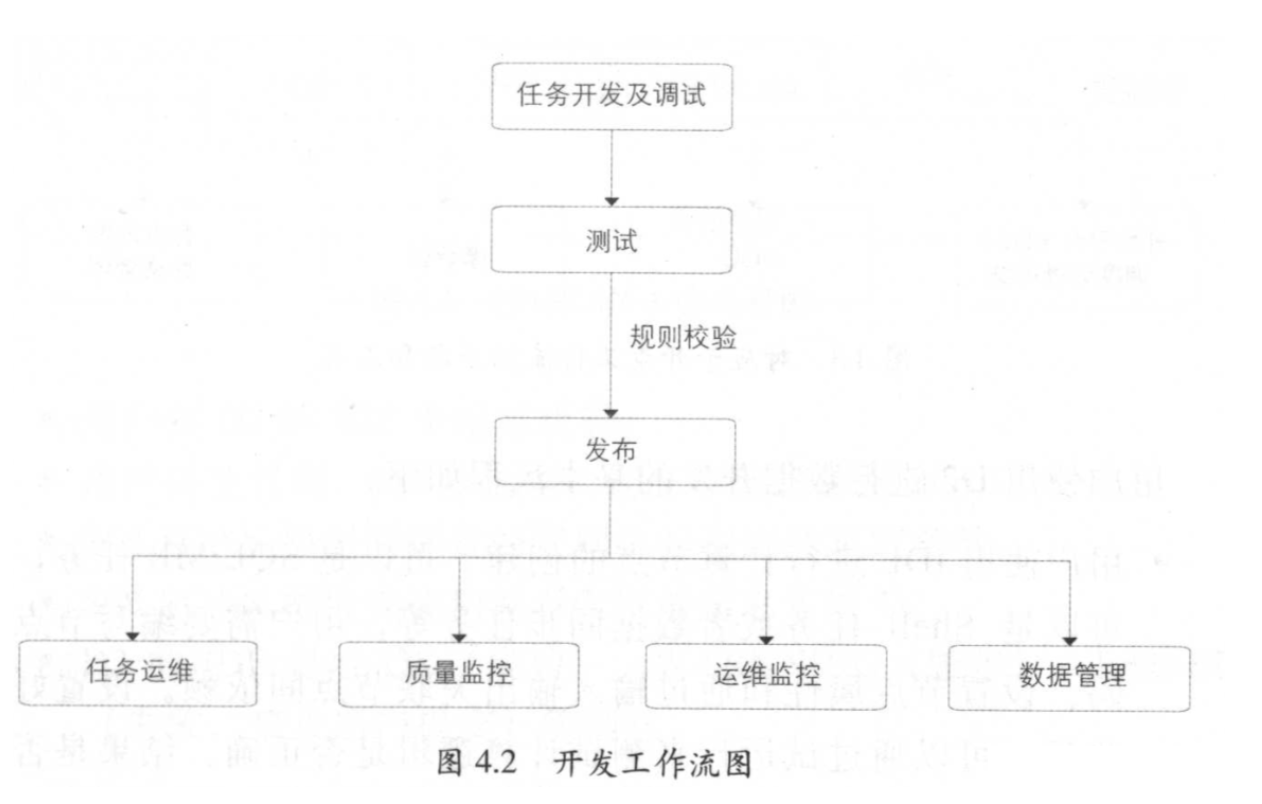 任务开发及调试
测试
规则校验
发布
任务运维
质量监控
运维监控
数据管理
图 4.2 开发工作流图